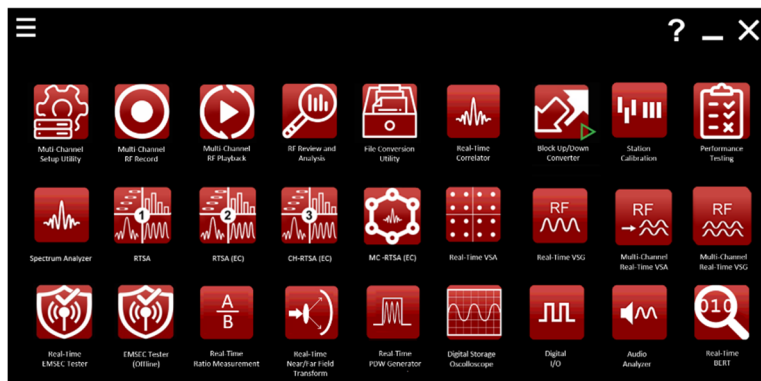 ?
Muti-Channel
Setup Utility
Multi-Channel
RF Record
Multi Channel
RF Playback
RF Review and
Analysis
File Conversion
Utility
Real-Time
Correlator
Block Up/Down
Converter
Station
Calibration
Performance
Testing
Spectrum Analyzer
1
RTSA
2
RTSA (EC)
3
CH-RTSA (EC)
MC -RTSA (EC)
Real-Time VSA
RF
Real-Time VSG
RF
Multi-Channel
Real-Time VSA
RF
Multi-Channel
Real-Time VSG
Real-Time
EMSEC Tester
EMSEC Tester
(Offline)
A
B
Real-Time
Ratio Measurement
Real-Time
Near/Far Field
Transform
Real Time
PDW Generator
Digital Storage
Oscolloscope
Digital
I/O
Audio
Analyzer
010
Real-Time
BERT